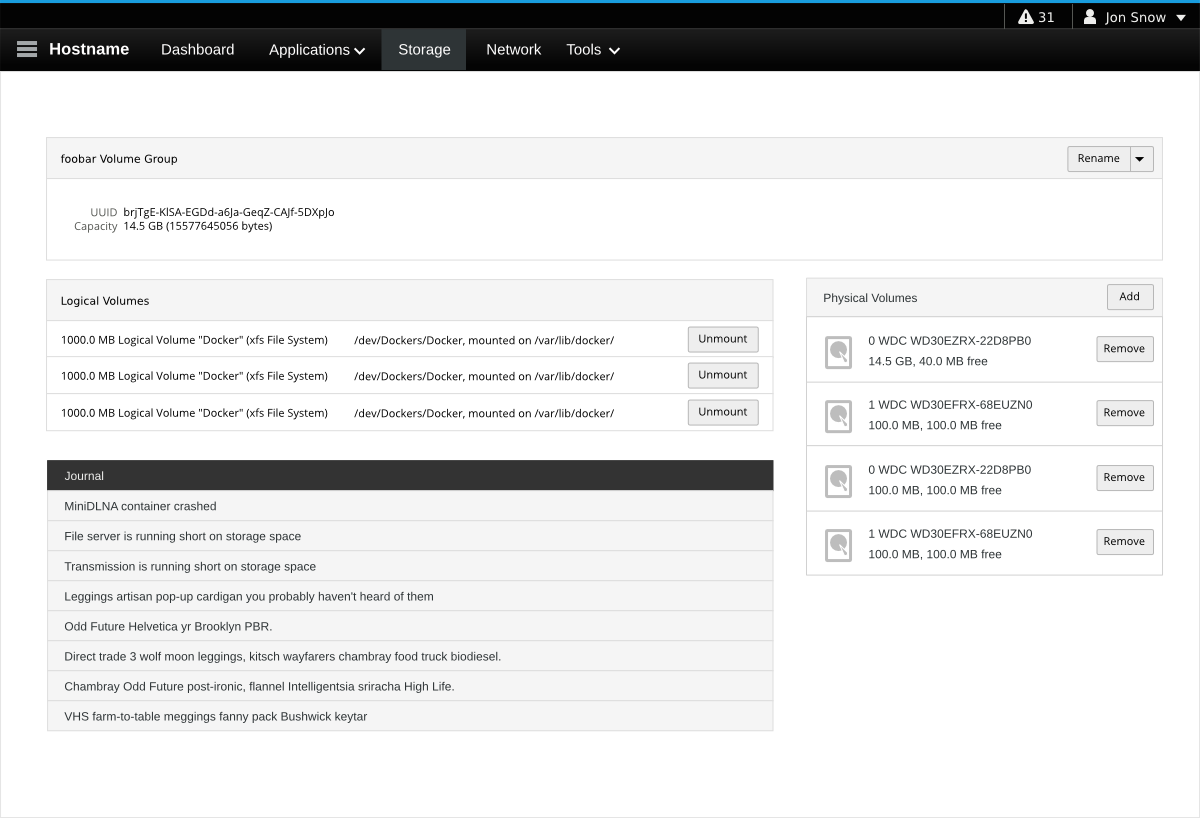 31 Jon Snow
Hostname Dashboard Applications Storage Network Tools
foobar Volume Group Rename
UUID brjTgE-KlSA-EGDd-a6Ja-GeqZ-CAJf-5DXpJo
Capacity 14.5 GB (15577645056 bytes)
Logical Volumes
1000.0 MB Logical Volume "Docker" (xfs File System) /dev/Dockers/Docker, mounted on /var/lib/docker/ Unmount
1000.0 MB Logical Volume "Docker" (xfs File System) /dev/Dockers/Docker, mounted on /var/lib/docker/ Unmount
1000.0 MB Logical Volume "Docker" (xfs File System) /dev/Dockers/Docker, mounted on /var/lib/docker/ Unmount
Journal
MiniDLNA container crashed
File server is running short on storage space
Transmission is running short on storage space
Leggings artisan pop-up cardigan you probably haven't heard of them
Odd Future Helvetica yr Brooklyn PBR.
Direct trade 3 wolf moon leggings, kitsch wayfarers chambray food truck biodiesel.
Chambray Odd Future post-ironic, flannel Intelligentsia sriracha High Life.
VHS farm-to-table meggings fanny pack Bushwick keytar
Physical Volumes Add
0 WDC WD30EZRX-22D8PB0
14.5 GB, 40.0 MB free
Remove
1 WDC WD30EFRX-68EUZN0
100.0 MB, 100.0 MB free
Remove
0 WDC WD30EZRX-22D8PB0
100.0 MB, 100.0 MB free
Remove
1 WDC WD30EFRX-68EUZN0
100.0 MB, 100.0 MB free
Remove